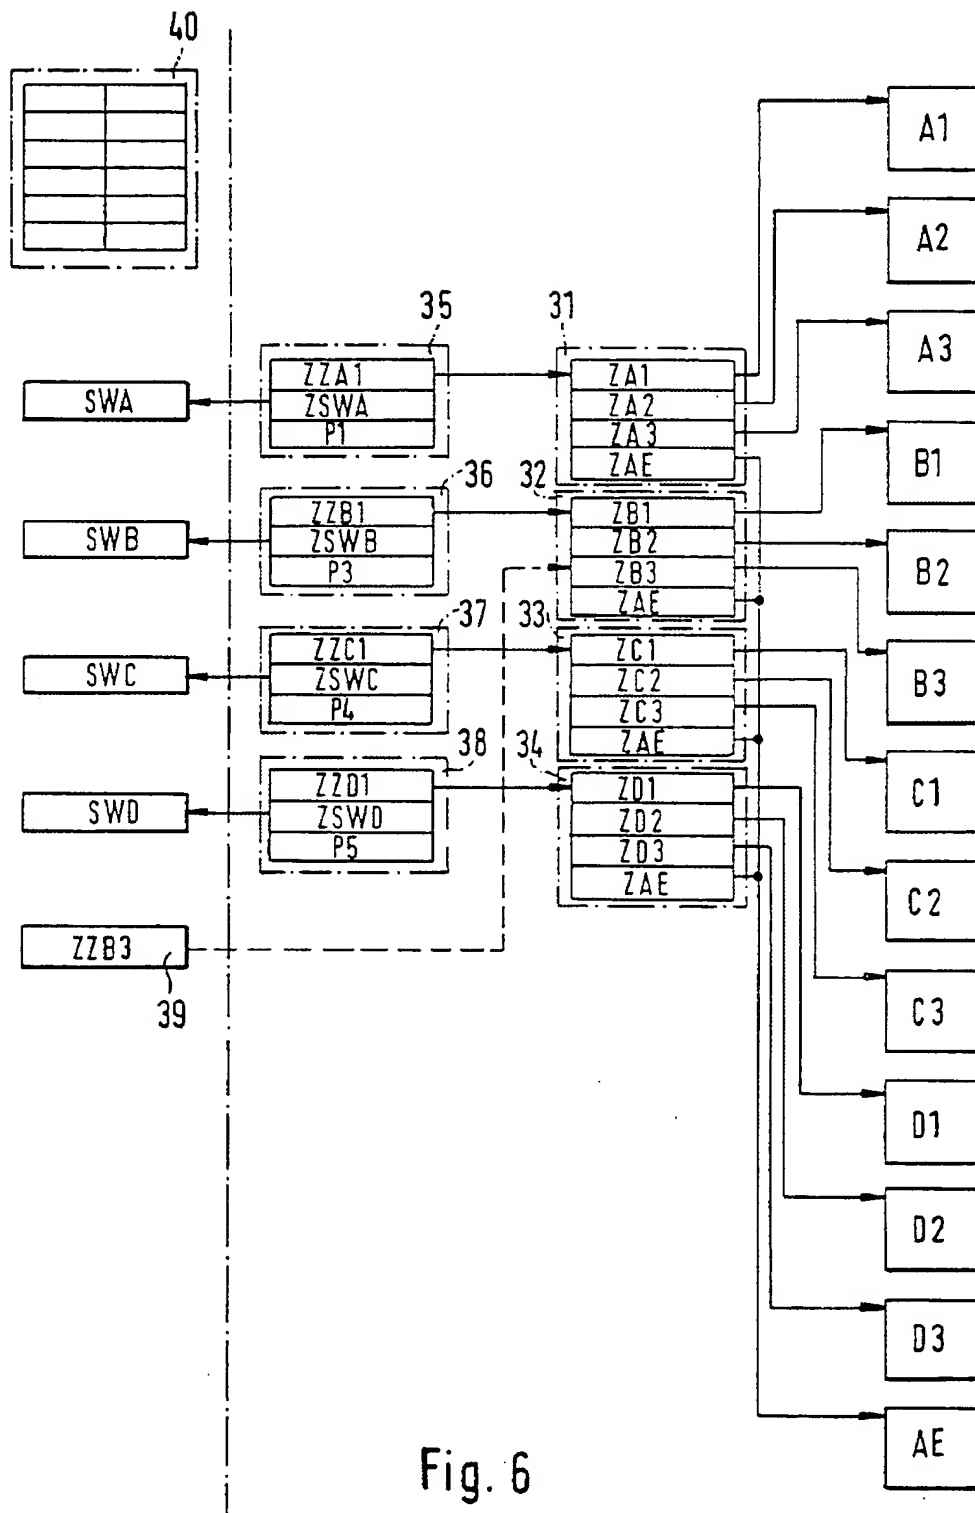 40
A1
A2
A3
35
31
ZZA1
ZSWA
P1
ZA1
ZA2
ZA3
ZAE
SWA
B1
36
32
ZZB1
ZSWB
P3
ZB1
ZB2
ZB3
ZAE
SWB
B2
37
33
ZZC1
ZSWC
P4
ZC1
ZC2
ZC3
ZAE
SWC
B3
38
34
ZZD1
ZSWD
P5
ZD1
ZD2
ZD3
ZAE
SWD
C1
C2
ZZB3
39
C3
D1
D2
D3
AE
Fig. 6